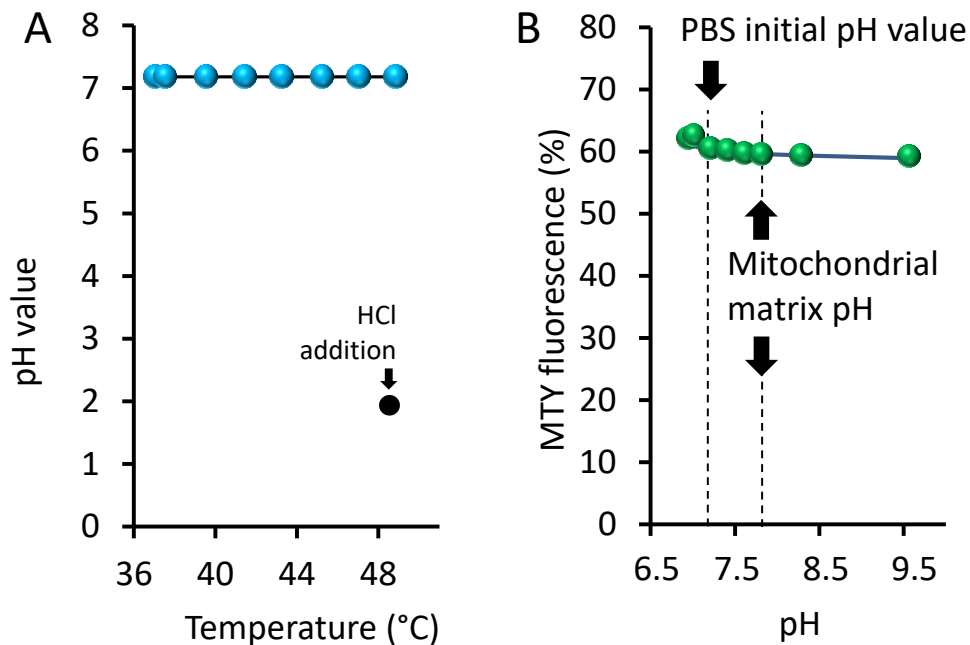 A
8
7
6
5
4
3
2
1
0
pH value
HCl
addition
36
40
44
48
Temperature (°C)
B
PBS initial pH value
80
70
60
50
40
30
20
10
0
MTY fluorescence (%)
Mitochondrial
matrix pH
6.5
7.5
8.5
9.5
pH